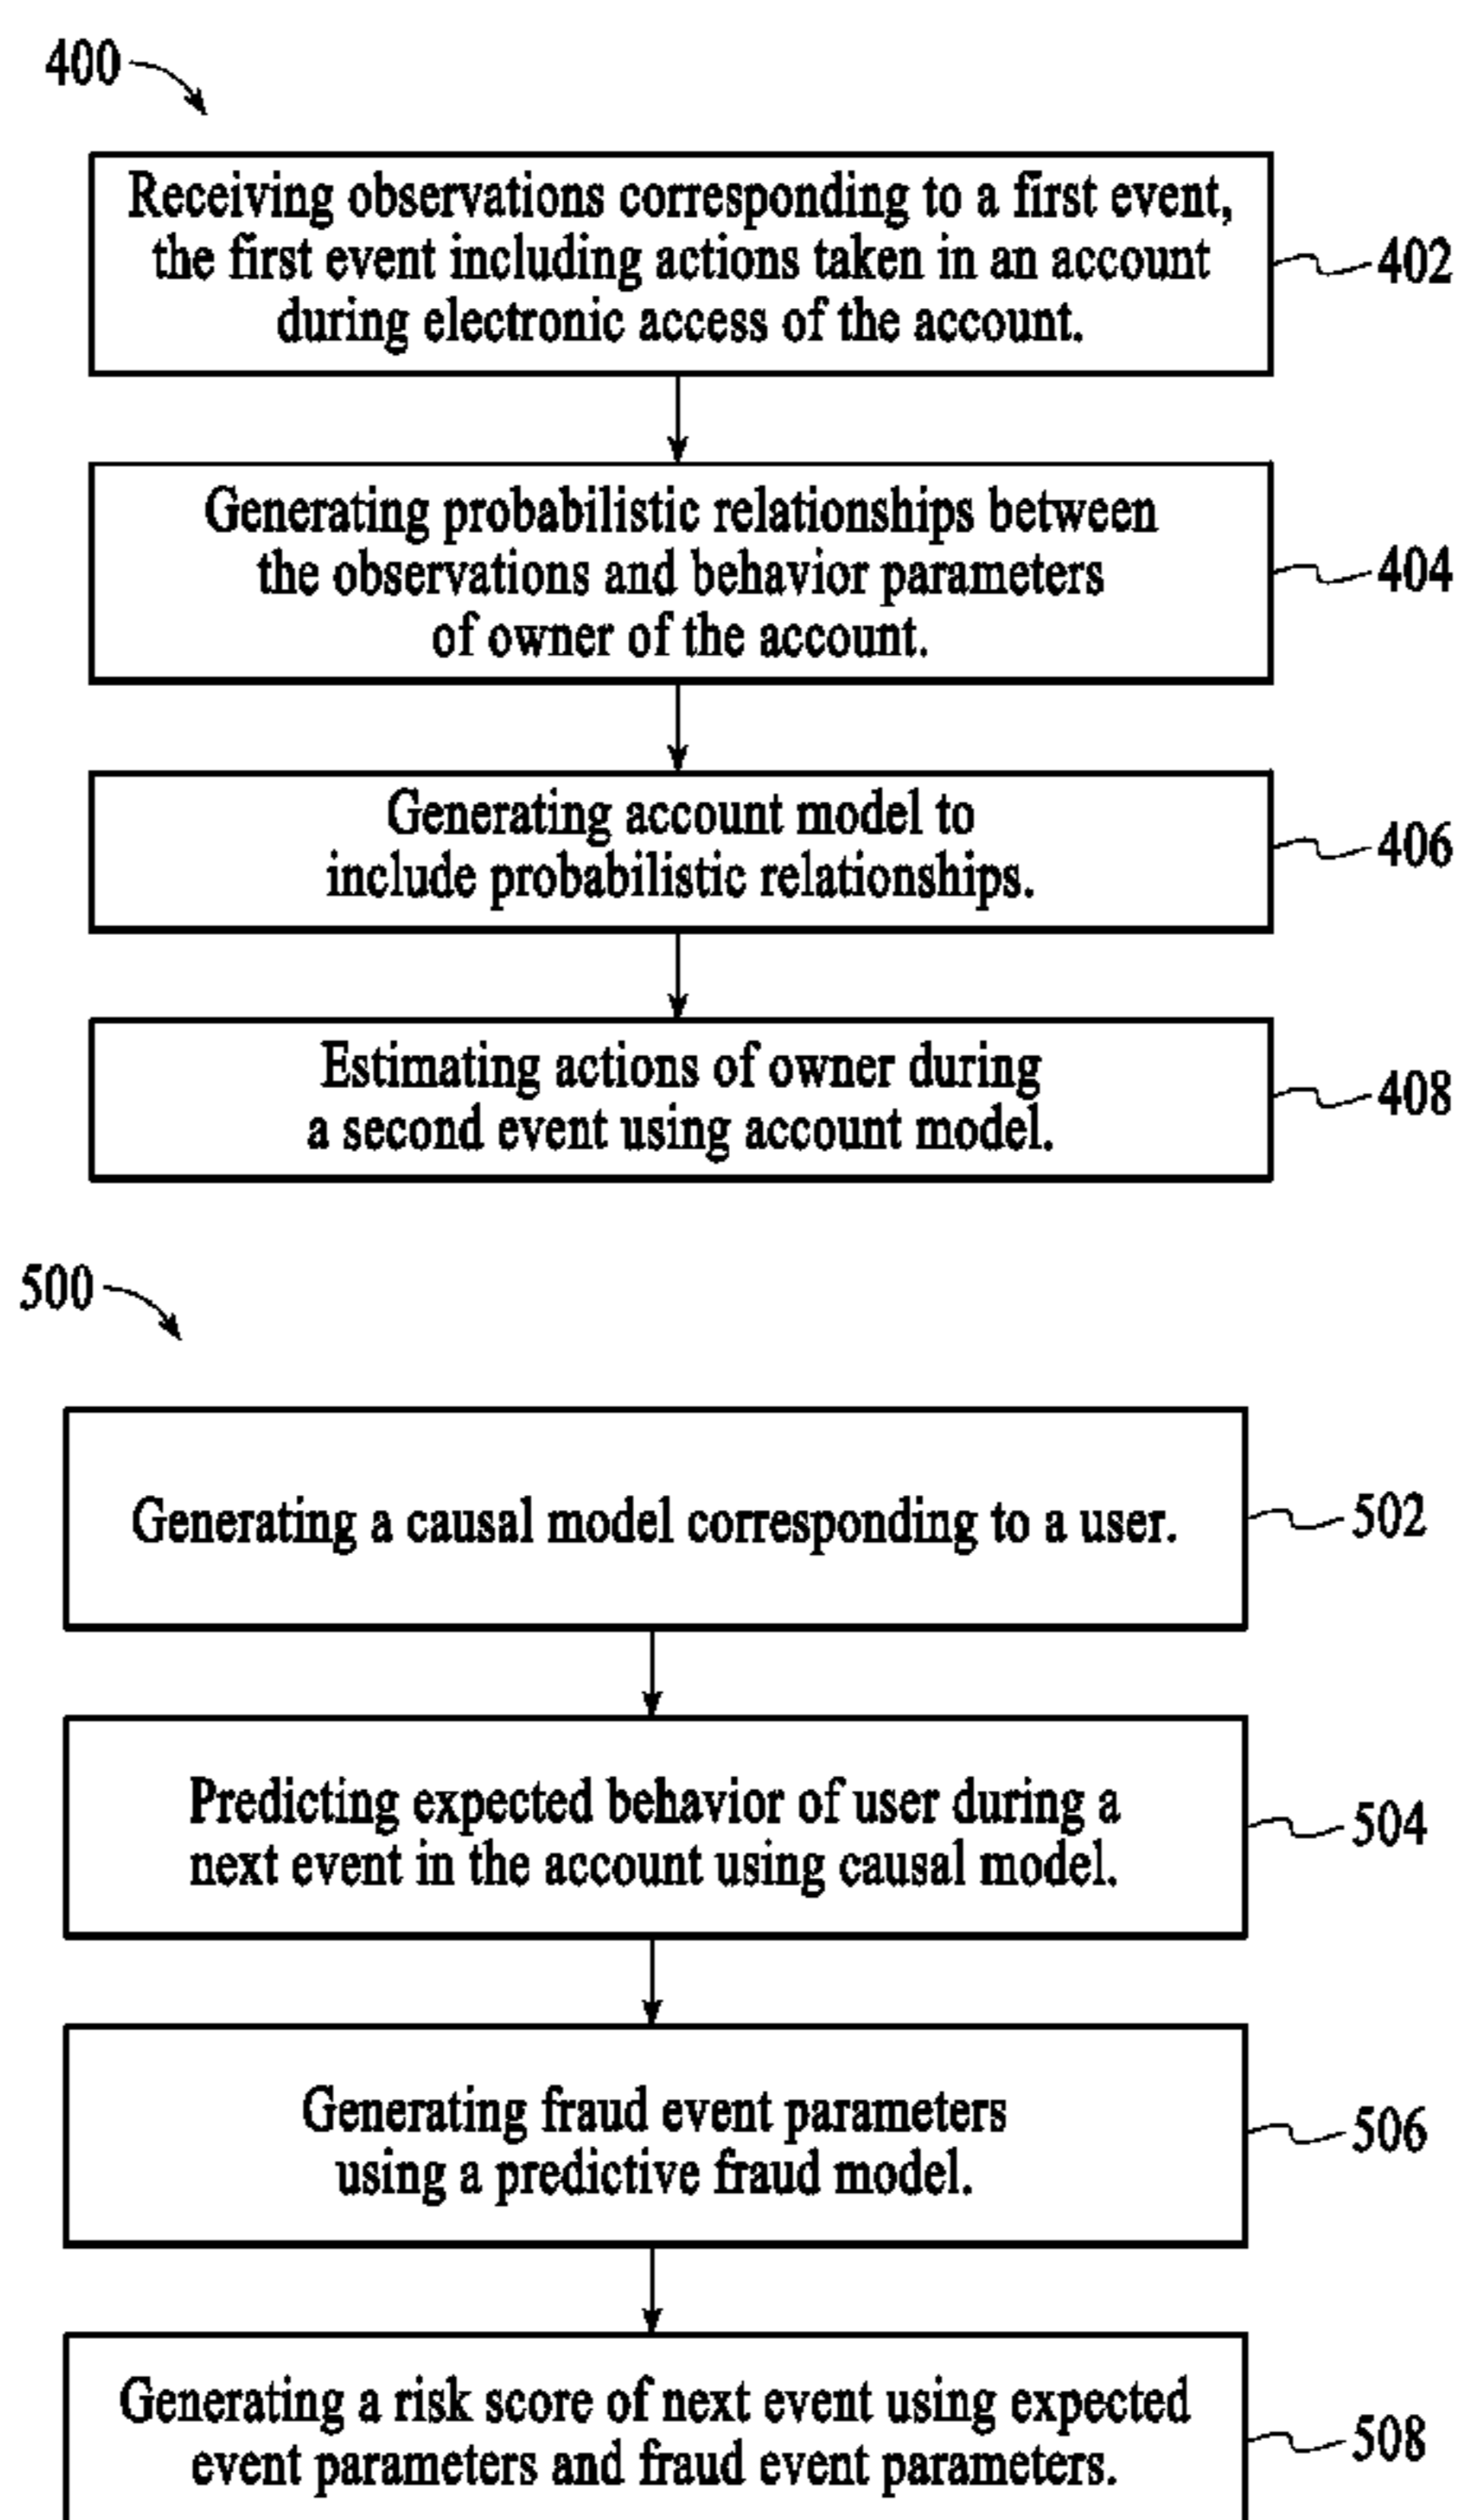 400
Receiving observations corresponding to a first event,
the first event including actions taken in an account
during electronic access of the account.
402
Generating probabilistic relationships between
the observations and behavior parameters
of owner of the account.
404
Generating account model to
include probabilistic relationships.
406
Estimating actions of owner during
a second event using account model.
408
500
Generating a causal model corresponding to a user.
502
Predicting expected behavior of user during a
next event in the account using causal model.
504
Generating fraud event parameters
using a predictive fraud model.
506
Generating a risk score of next event using expected
event parameters and fraud event parameters.
508